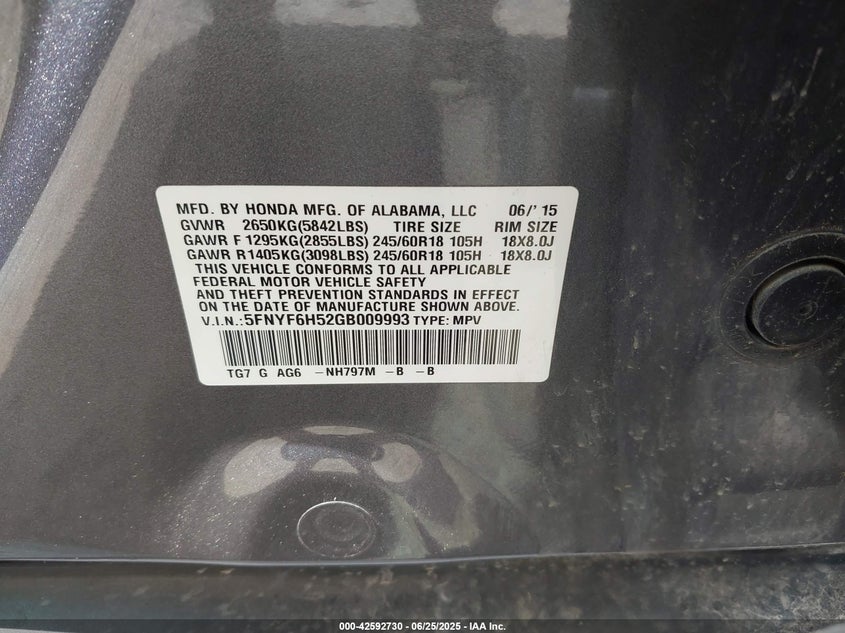 MFD. BY HONDA MFG. OF ALABAMA, LLC 06/' 15
GVWR 2650KG(5842LBS) TIRE SIZE RIM SIZE
GAWR F 1295KG(2855LBS) 245/60R18 105H 18X8.0J
GAWR R1405KG(3098LBS) 245/60R18 105H 18X8.0J
THIS VEHICLE CONFORMS TO ALL APPLICABLE
FEDERAL MOTOR VEHICLE SAFETY
AND THEFT PREVENTION STANDARDS IN EFFECT
ON THE DATE OF MANUFACTURE SHOWN ABOVE.
V.I.N.:5FNYF6H52GB009993 TYPE: MPV
TG7 G AG6 -NH797M -B -B
000-42592730 - 06/25/2025 - IAA Inc.